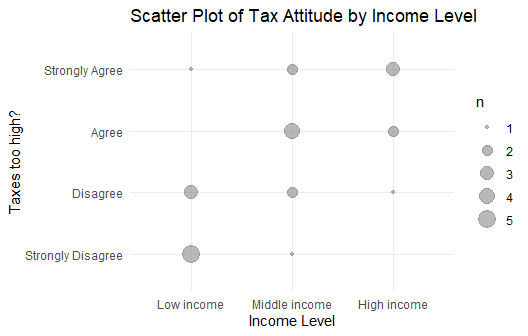 Scatter Plot of Tax Attitude by Income Level
Taxes too high?
Strongly Agree
Agree
Disagree
Strongly Disagree
Low income
Middle income
High income
Income Level
n
1
2
3
4
5